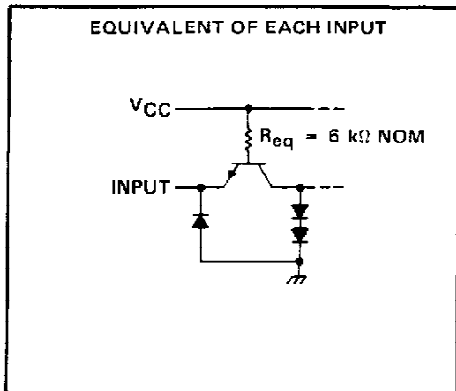 EQUIVALENT OF EACH INPUT
VCC
Req = 6 kΩ NOM
INPUT